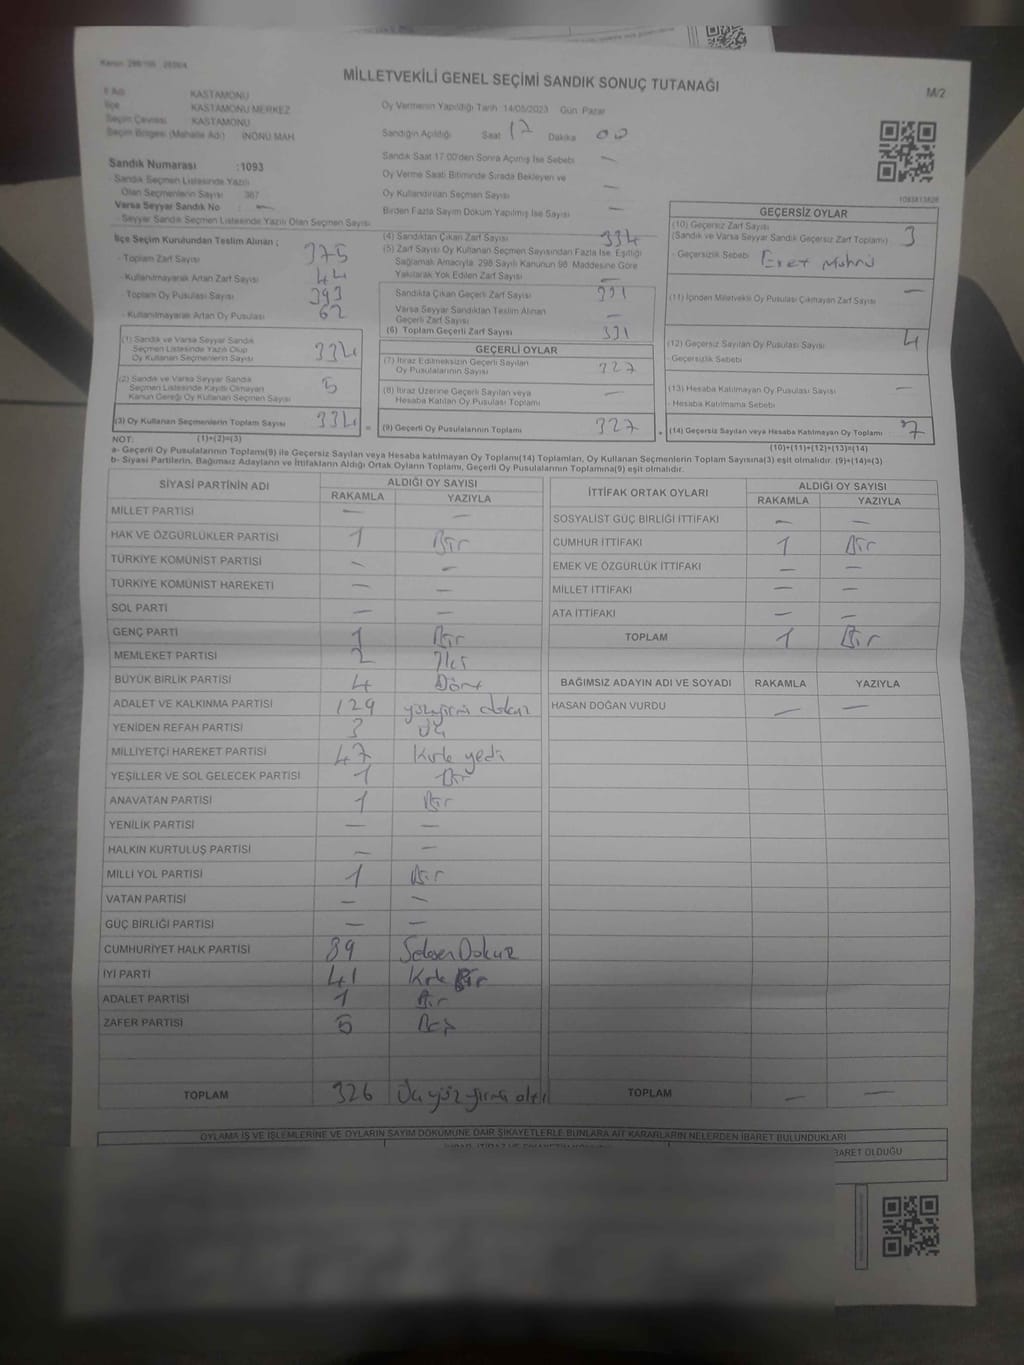 MİLLETVEKİLİ GENEL SEÇİMİ SANDIK SONUÇ TUTANAĞI
M/2
İl Adı KASTAMONU
İlçe KASTAMONU MERKEZ
Seçim Çevresi KASTAMONU
Seçim Bölgesi (Mahalle Adı) İNÖNÜ MAH
Sandık Numarası :1093
Sandık Seçmen Listesinde Yazılı
Olan Seçmenlerin Sayısı 387
Varsa Seyyar Sandık No : —
Seyyar Sandık Seçmen Listesinde Yazılı Olan Seçmen Sayısı
İlçe Seçim Kurulundan Teslim Alınan ;
- Toplam Zarf Sayısı 375
- Kullanılmayarak Artan Zarf Sayısı 44
- Toplam Oy Pusulası Sayısı 393
- Kullanılmayarak Artan Oy Pusulası 62
(1) Sandık ve Varsa Seyyar Sandık
Seçmen Listesinde Yazılı Olup
Oy Kullanan Seçmenlerin Sayısı 334
(2) Sandık ve Varsa Seyyar Sandık
Seçmen Listesinde Kayıtlı Olmayan
Kanun Gereği Oy Kullanan Seçmen Sayısı 5
(3) Oy Kullanan Seçmenlerin Toplam Sayısı 334
Oy Vermenin Yapıldığı Tarih 14/05/2023 Gün Pazar
Sandığın Açıldığı Saat 17 Dakika 00
Sandık Saat 17:00'den Sonra Açılmış İse Sebebi —
Oy Verme Saati Bitiminde Sırada Bekleyen ve
Oy Kullandırılan Seçmen Sayısı —
Birden Fazla Sayım Döküm Yapılmış İse Sayısı —
(4) Sandıktan Çıkan Zarf Sayısı 334
(5) Zarf Sayısı Oy Kullanan Seçmen Sayısından Fazla İse, Eşitliği
Sağlamak Amacıyla, 298 Sayılı Kanunun 98. Maddesine Göre
Yakılarak Yok Edilen Zarf Sayısı —
Sandıkta Çıkan Geçerli Zarf Sayısı 331
Varsa Seyyar Sandıktan Teslim Alınan
Geçerli Zarf Sayısı —
(6) Toplam Geçerli Zarf Sayısı 331
GEÇERLİ OYLAR
(7) İtiraz Edilmeksizin Geçerli Sayılan
Oy Pusulalarının Sayısı 327
(8) İtiraz Üzerine Geçerli Sayılan veya
Hesaba Katılan Oy Pusulası Toplamı —
= (9) Geçerli Oy Pusulalarının Toplamı 327
1093A13826
GEÇERSİZ OYLAR
(10) Geçersiz Zarf Sayısı
(Sandık ve Varsa Seyyar Sandık Geçersiz Zarf Toplamı) 3
- Geçersizlik Sebebi : Evet Mührü
(11) İçinden Milletvekili Oy Pusulası Çıkmayan Zarf Sayısı —
(12) Geçersiz Sayılan Oy Pusulası Sayısı 4
- Geçersizlik Sebebi
(13) Hesaba Katılmayan Oy Pusulası Sayısı —
- Hesaba Katılmama Sebebi
+ (14) Geçersiz Sayılan veya Hesaba Katılmayan Oy Toplamı 7
NOT: (1)+(2)=(3)
(10)+(11)+(12)+(13)=(14)
a- Geçerli Oy Pusulalarının Toplamı(9) ile Geçersiz Sayılan veya Hesaba katılmayan Oy Toplamı(14) Toplamları, Oy Kullanan Seçmenlerin Toplam Sayısına(3) eşit olmalıdır. (9)+(14)=(3)
b- Siyasi Partilerin, Bağımsız Adayların ve İttifakların Aldığı Ortak Oyların Toplamı, Geçerli Oy Pusulalarının Toplamına(9) eşit olmalıdır.
SİYASİ PARTİNİN ADI ALDIĞI OY SAYISI
RAKAMLA YAZIYLA
MİLLET PARTİSİ — —
HAK VE ÖZGÜRLÜKLER PARTİSİ 1 Bir
TÜRKİYE KOMÜNİST PARTİSİ — —
TÜRKİYE KOMÜNİST HAREKETİ — —
SOL PARTİ — —
GENÇ PARTİ 1 Bir
MEMLEKET PARTİSİ 2 İki
BÜYÜK BİRLİK PARTİSİ 4 Dört
ADALET VE KALKINMA PARTİSİ 129 yüzyirmi dokuz
YENİDEN REFAH PARTİSİ 3 Üç
MİLLİYETÇİ HAREKET PARTİSİ 47 Kırk yedi
YEŞİLLER VE SOL GELECEK PARTİSİ 1 Bir
ANAVATAN PARTİSİ 1 Bir
YENİLİK PARTİSİ — —
HALKIN KURTULUŞ PARTİSİ — —
MİLLİ YOL PARTİSİ 1 Bir
VATAN PARTİSİ — —
GÜÇ BİRLİĞİ PARTİSİ — —
CUMHURİYET HALK PARTİSİ 89 Seksen Dokuz
İYİ PARTİ 41 Kırk Bir
ADALET PARTİSİ 1 Bir
ZAFER PARTİSİ 5 Beş
TOPLAM 326 Üç yüz yirmi altı
İTTİFAK ORTAK OYLARI ALDIĞI OY SAYISI
RAKAMLA YAZIYLA
SOSYALİST GÜÇ BİRLİĞİ İTTİFAKI — —
CUMHUR İTTİFAKI 1 Bir
EMEK VE ÖZGÜRLÜK İTTİFAKI — —
MİLLET İTTİFAKI — —
ATA İTTİFAKI — —
TOPLAM 1 Bir
BAĞIMSIZ ADAYIN ADI VE SOYADI RAKAMLA YAZIYLA
HASAN DOĞAN VURDU — —
TOPLAM — —
OYLAMA İŞ VE İŞLEMLERİNE VE OYLARIN SAYIM DÖKÜMÜNE DAİR ŞİKAYETLERLE BUNLARA AİT KARARLARIN NELERDEN İBARET BULUNDUKLARI
BARET OLDUĞU